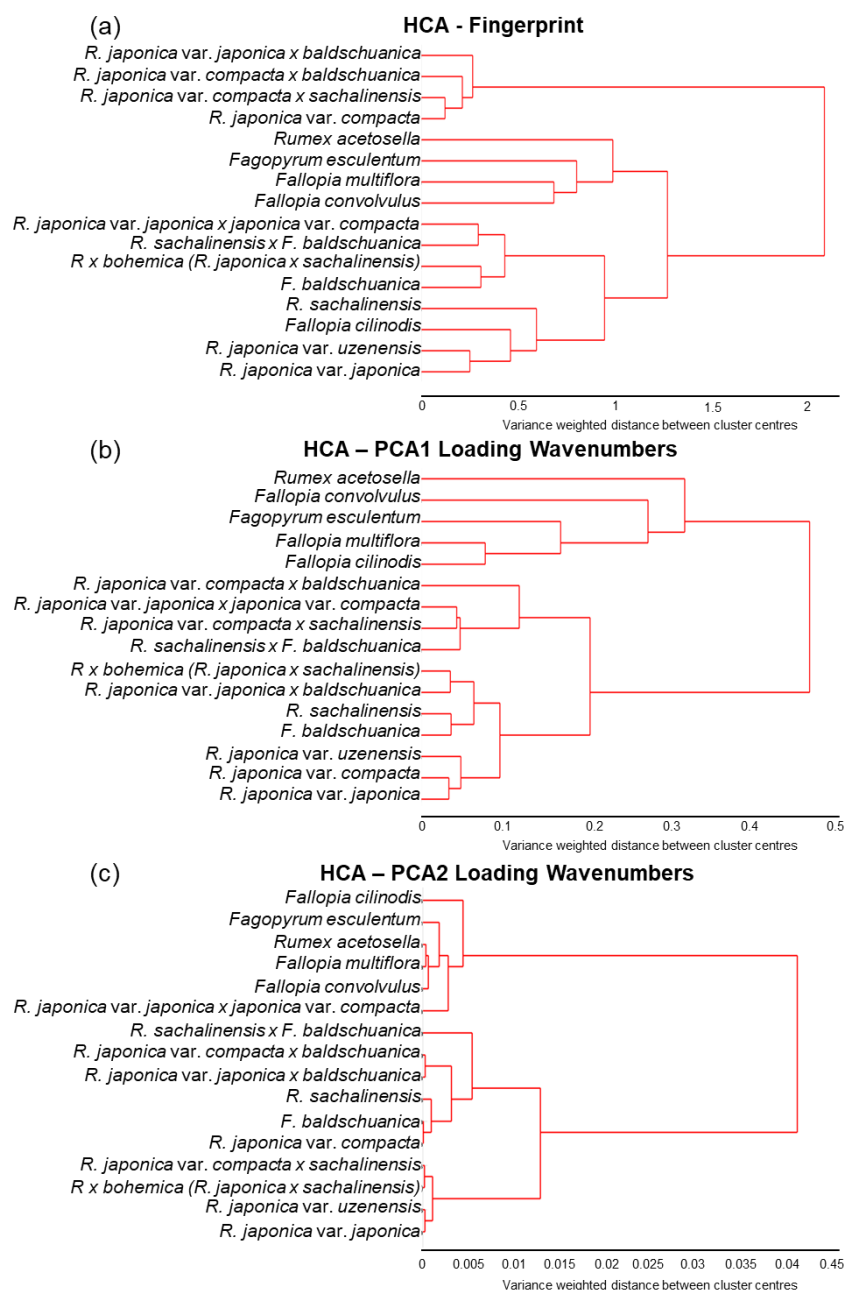 (a)
HCA - Fingerprint
R. japonica var. japonica x baldschuanica
R. japonica var. compacta x baldschuanica
R. japonica var. compacta x sachalinensis
R. japonica var. compacta
Rumex acetosella
Fagopyrum esculentum
Fallopia multiflora
Fallopia convolvulus
R. japonica var. japonica x japonica var. compacta
R. sachalinensis x F. baldschuanica
R x bohemica (R. japonica x sachalinensis)
F. baldschuanica
R. sachalinensis
Fallopia cilinodis
R. japonica var. uzenensis
R. japonica var. japonica
0 0.5 1 1.5 2
Variance weighted distance between cluster centres
(b)
HCA – PCA1 Loading Wavenumbers
Rumex acetosella
Fallopia convolvulus
Fagopyrum esculentum
Fallopia multiflora
Fallopia cilinodis
R. japonica var. compacta x baldschuanica
R. japonica var. japonica x japonica var. compacta
R. japonica var. compacta x sachalinensis
R. sachalinensis x F. baldschuanica
R x bohemica (R. japonica x sachalinensis)
R. japonica var. japonica x baldschuanica
R. sachalinensis
F. baldschuanica
R. japonica var. uzenensis
R. japonica var. compacta
R. japonica var. japonica
0 0.1 0.2 0.3 0.4 0.5
Variance weighted distance between cluster centres
(c)
HCA – PCA2 Loading Wavenumbers
Fallopia cilinodis
Fagopyrum esculentum
Rumex acetosella
Fallopia multiflora
Fallopia convolvulus
R. japonica var. japonica x japonica var. compacta
R. sachalinensis x F. baldschuanica
R. japonica var. compacta x baldschuanica
R. japonica var. japonica x baldschuanica
R. sachalinensis
F. baldschuanica
R. japonica var. compacta
R. japonica var. compacta x sachalinensis
R x bohemica (R. japonica x sachalinensis)
R. japonica var. uzenensis
R. japonica var. japonica
0 0.005 0.01 0.015 0.02 0.025 0.03 0.035 0.04 0.45
Variance weighted distance between cluster centres